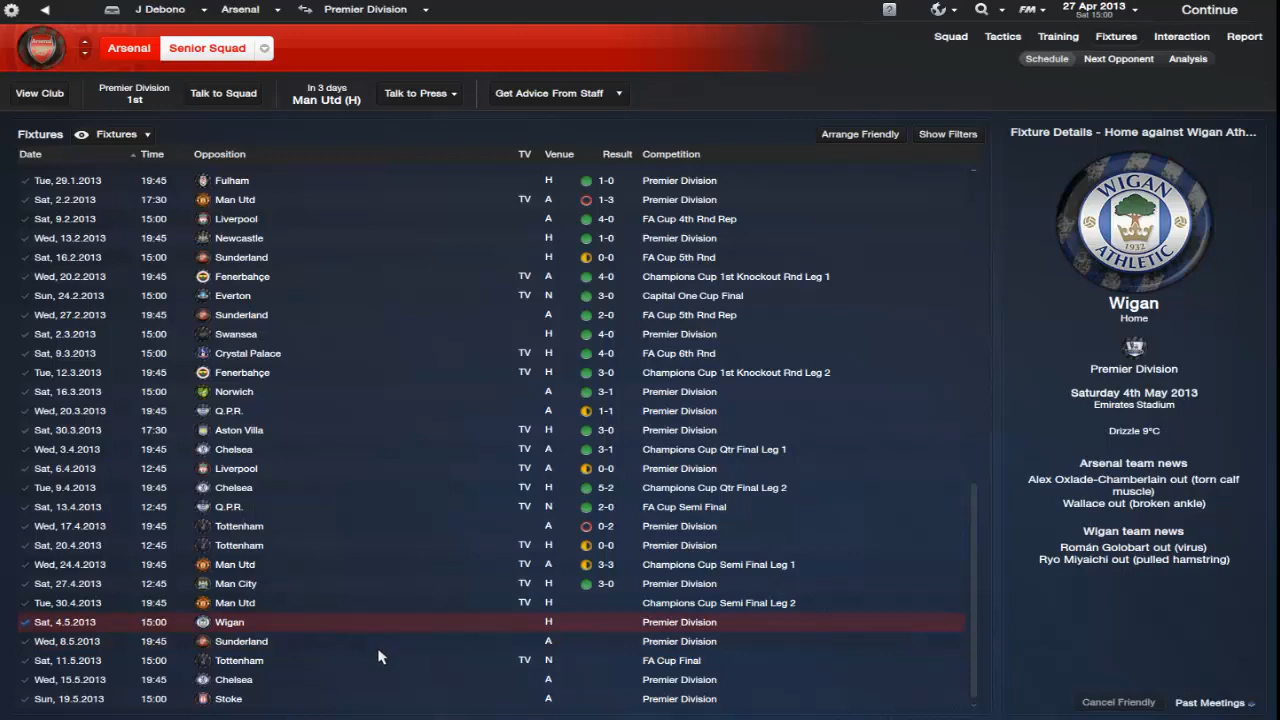 J Debono Arsenal Premier Division 27 Apr 2013 Continue
FM Sat 15:00
Arsenal Senior Squad Squad Tactics Training Fixtures Interaction Report
Schedule Next Opponent Analysis
View Club Premier Division 1st Talk to Squad In 3 days Man Utd (H) Talk to Press Get Advice From Staff
Fixtures Fixtures Arrange Friendly Show Filters
Date Time Opposition TV Venue Result Competition
Tue, 29.1.2013 19:45 Fulham H 1-0 Premier Division
Sat, 2.2.2013 17:30 Man Utd TV A 1-3 Premier Division
Sat, 9.2.2013 15:00 Liverpool A 4-0 FA Cup 4th Rnd Rep
Wed, 13.2.2013 19:45 Newcastle H 1-0 Premier Division
Sat, 16.2.2013 15:00 Sunderland H 0-0 FA Cup 5th Rnd
Wed, 20.2.2013 19:45 Fenerbahçe TV A 4-0 Champions Cup 1st Knockout Rnd Leg 1
Sun, 24.2.2013 15:00 Everton TV N 3-0 Capital One Cup Final
Wed, 27.2.2013 19:45 Sunderland A 2-0 FA Cup 5th Rnd Rep
Sat, 2.3.2013 15:00 Swansea H 4-0 Premier Division
Sat, 9.3.2013 15:00 Crystal Palace TV H 4-0 FA Cup 6th Rnd
Tue, 12.3.2013 19:45 Fenerbahçe TV H 3-0 Champions Cup 1st Knockout Rnd Leg 2
Sat, 16.3.2013 15:00 Norwich A 3-1 Premier Division
Wed, 20.3.2013 19:45 Q.P.R. A 1-1 Premier Division
Sat, 30.3.2013 17:30 Aston Villa TV H 3-0 Premier Division
Wed, 3.4.2013 19:45 Chelsea TV A 3-1 Champions Cup Qtr Final Leg 1
Sat, 6.4.2013 12:45 Liverpool TV A 0-0 Premier Division
Tue, 9.4.2013 19:45 Chelsea TV H 5-2 Champions Cup Qtr Final Leg 2
Sat, 13.4.2013 12:45 Q.P.R. TV N 2-0 FA Cup Semi Final
Wed, 17.4.2013 19:45 Tottenham A 0-2 Premier Division
Sat, 20.4.2013 12:45 Tottenham TV H 0-0 Premier Division
Wed, 24.4.2013 19:45 Man Utd TV A 3-3 Champions Cup Semi Final Leg 1
Sat, 27.4.2013 12:45 Man City TV H 3-0 Premier Division
Tue, 30.4.2013 19:45 Man Utd TV H Champions Cup Semi Final Leg 2
Sat, 4.5.2013 15:00 Wigan H Premier Division
Wed, 8.5.2013 19:45 Sunderland A Premier Division
Sat, 11.5.2013 15:00 Tottenham TV N FA Cup Final
Wed, 15.5.2013 19:45 Chelsea A Premier Division
Sun, 19.5.2013 15:00 Stoke A Premier Division
Fixture Details - Home against Wigan Ath...
WIGAN
1932
ATHLETIC
Wigan
Home
Premier Division
Saturday 4th May 2013
Emirates Stadium
Drizzle 9°C
Arsenal team news
Alex Oxlade-Chamberlain out (torn calf
muscle)
Wallace out (broken ankle)
Wigan team news
Román Golobart out (virus)
Ryo Miyaichi out (pulled hamstring)
Cancel Friendly Past Meetings